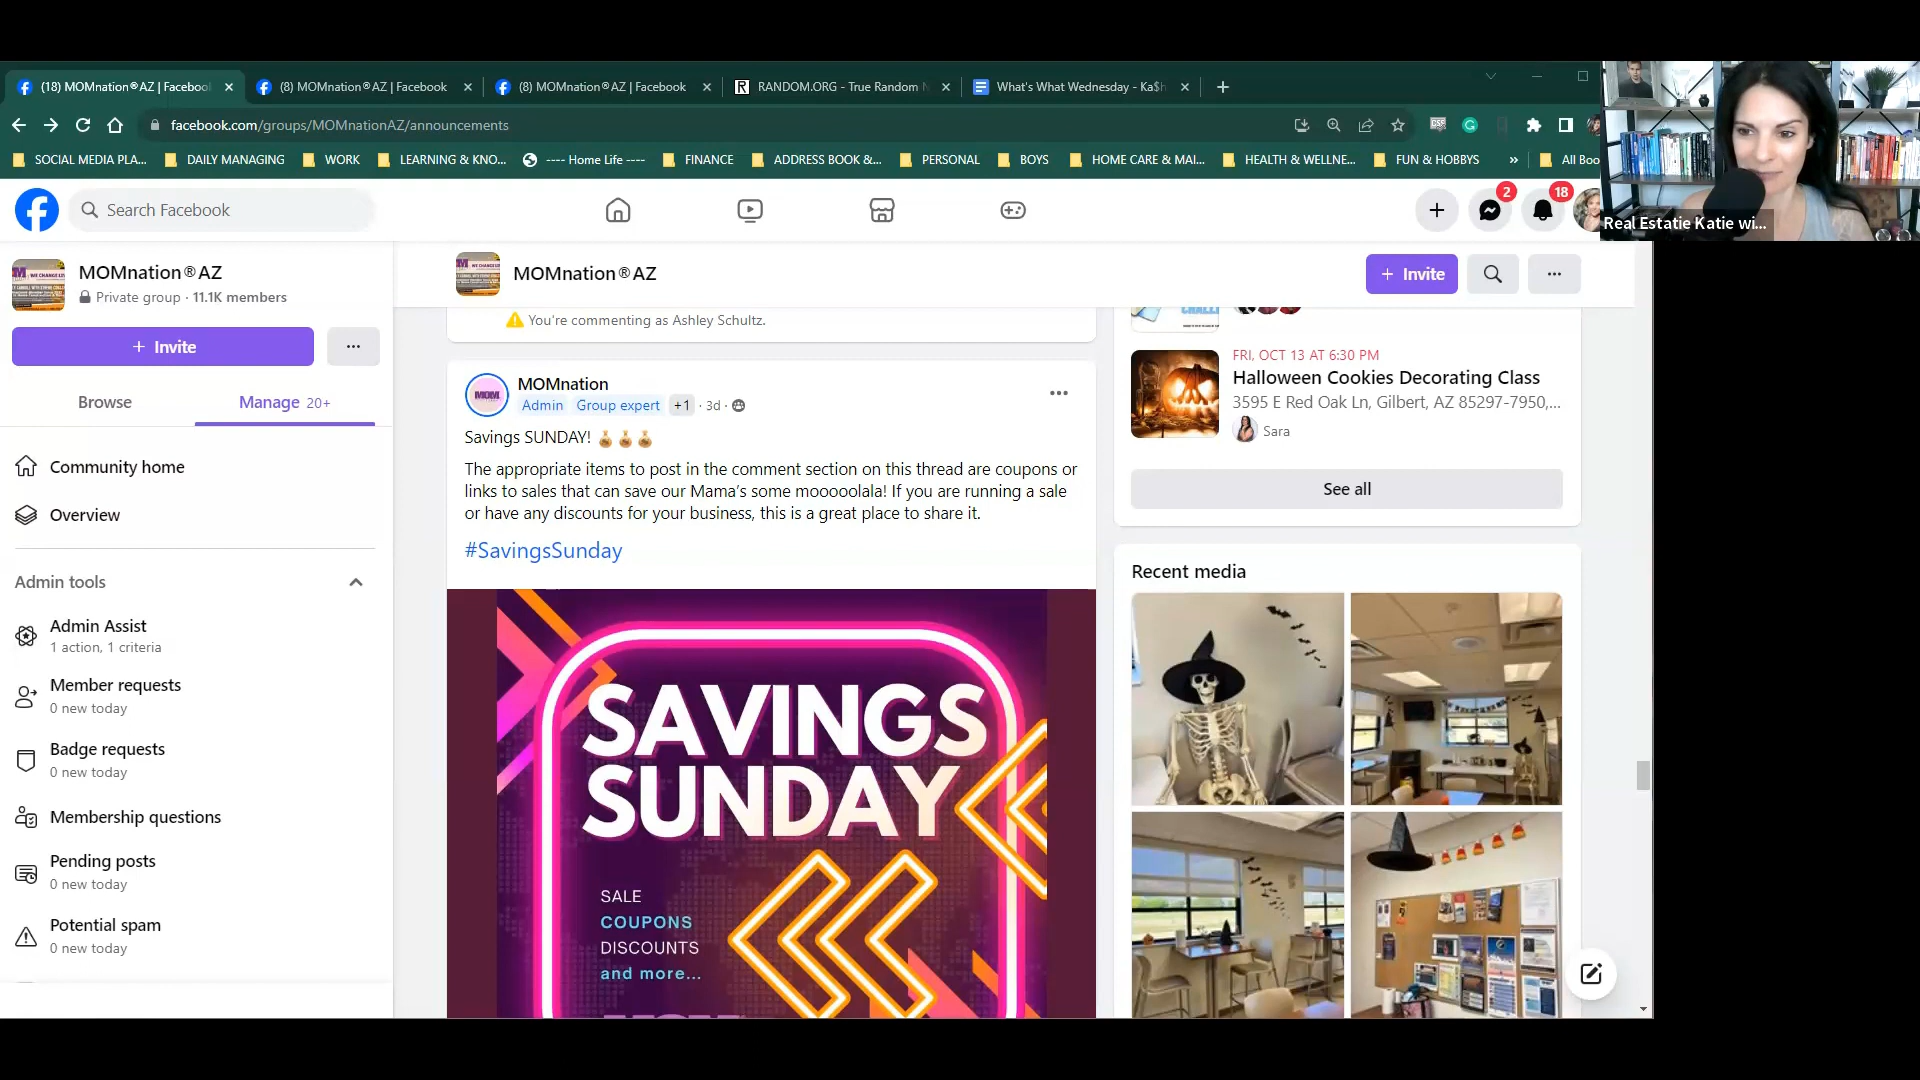 (18) MOMnation®AZ | Faceboo
(8) MOMnation®AZ | Facebook
(8) MOMnation®AZ | Facebook
RANDOM.ORG - True Random
What's What Wednesday - Ka$h
facebook.com/groups/MOMnationAZ/announcements
SOCIAL MEDIA PLA...
DAILY MANAGING
WORK
LEARNING & KNO...
---- Home Life ----
FINANCE
ADDRESS BOOK &...
PERSONAL
BOYS
HOME CARE & MAI...
HEALTH & WELLNE...
FUN & HOBBYS
»
All Boo
Real Estatie Katie wi...
Search Facebook
2
18
MOMnation®AZ
Private group · 11.1K members
+ Invite
Browse
Manage 20+
Community home
Overview
Admin tools
Admin Assist
1 action, 1 criteria
Member requests
0 new today
Badge requests
0 new today
Membership questions
Pending posts
0 new today
Potential spam
0 new today
MOMnation®AZ
+ Invite
You're commenting as Ashley Schultz.
MOM
MOMnation
Admin Group expert +1 · 3d ·
Savings SUNDAY! 💰💰💰
The appropriate items to post in the comment section on this thread are coupons or
links to sales that can save our Mama's some mooooolala! If you are running a sale
or have any discounts for your business, this is a great place to share it.
#SavingsSunday
SAVINGS
SUNDAY
SALE
COUPONS
DISCOUNTS
and more...
FRI, OCT 13 AT 6:30 PM
Halloween Cookies Decorating Class
3595 E Red Oak Ln, Gilbert, AZ 85297-7950,...
Sara
See all
Recent media